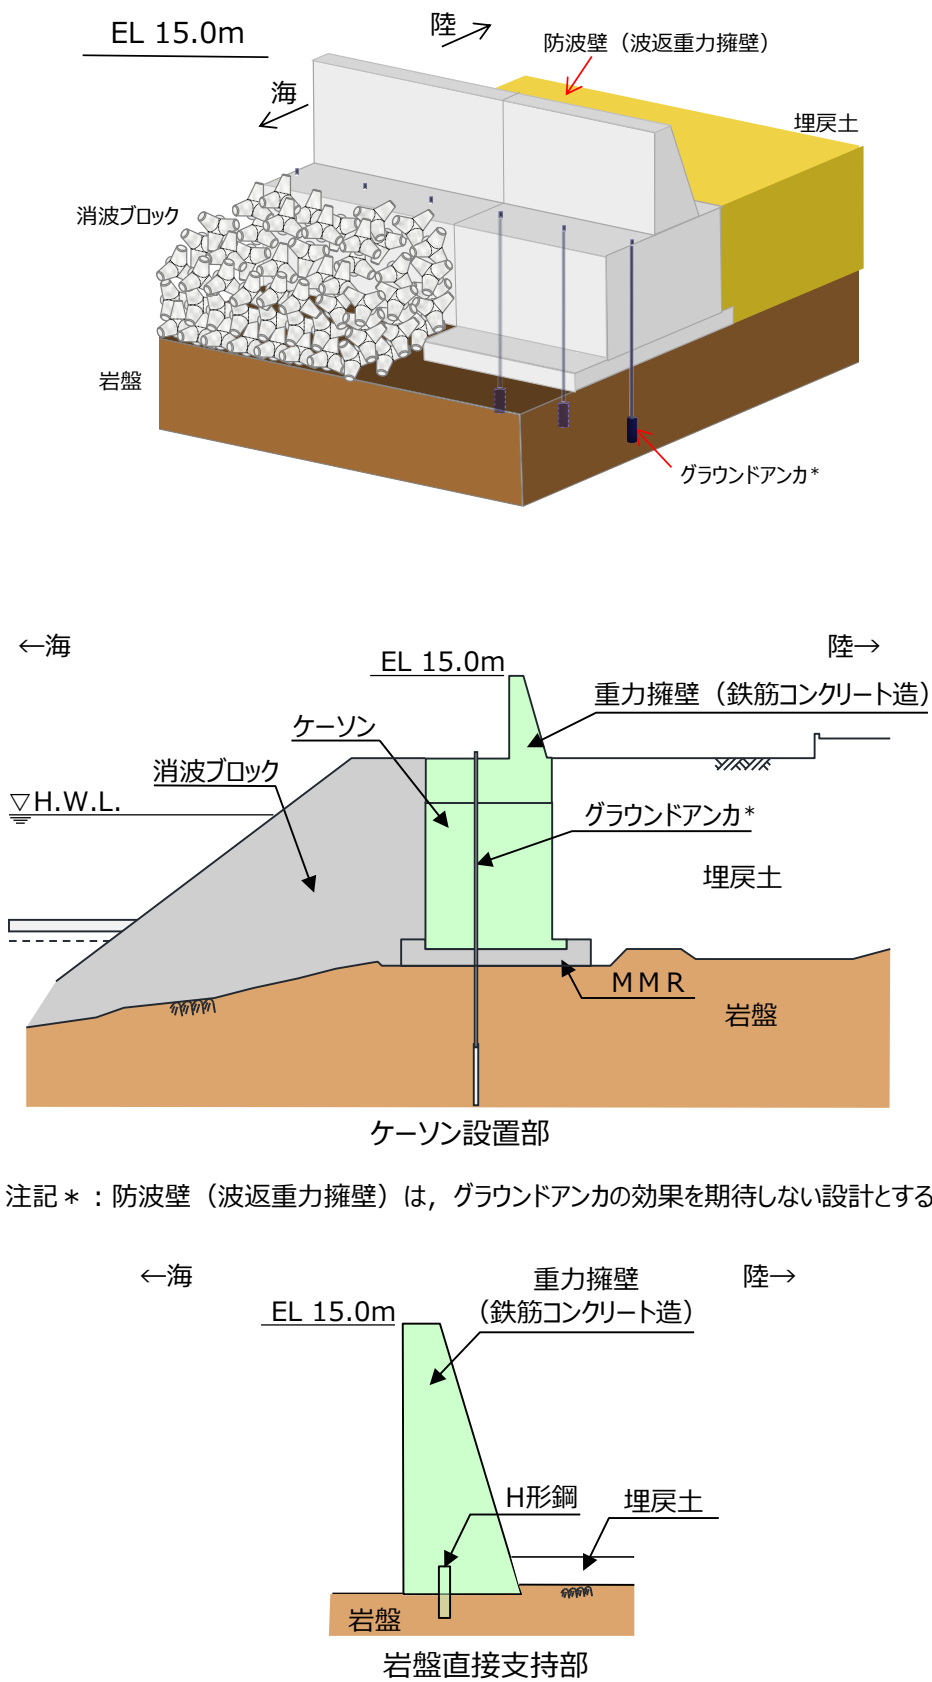 EL 15.0m
陸
防波壁（波返重力擁壁）
海
埋戻土
消波ブロック
岩盤
グラウンドアンカ*
←海
陸→
EL 15.0m
重力擁壁（鉄筋コンクリート造）
ケーソン
消波ブロック
▽H.W.L.
グラウンドアンカ*
埋戻土
ＭＭＲ
岩盤
ケーソン設置部
注記＊：防波壁（波返重力擁壁）は，グラウンドアンカの効果を期待しない設計とする
←海
陸→
重力擁壁
EL 15.0m
（鉄筋コンクリート造）
H形鋼
埋戻土
岩盤
岩盤直接支持部